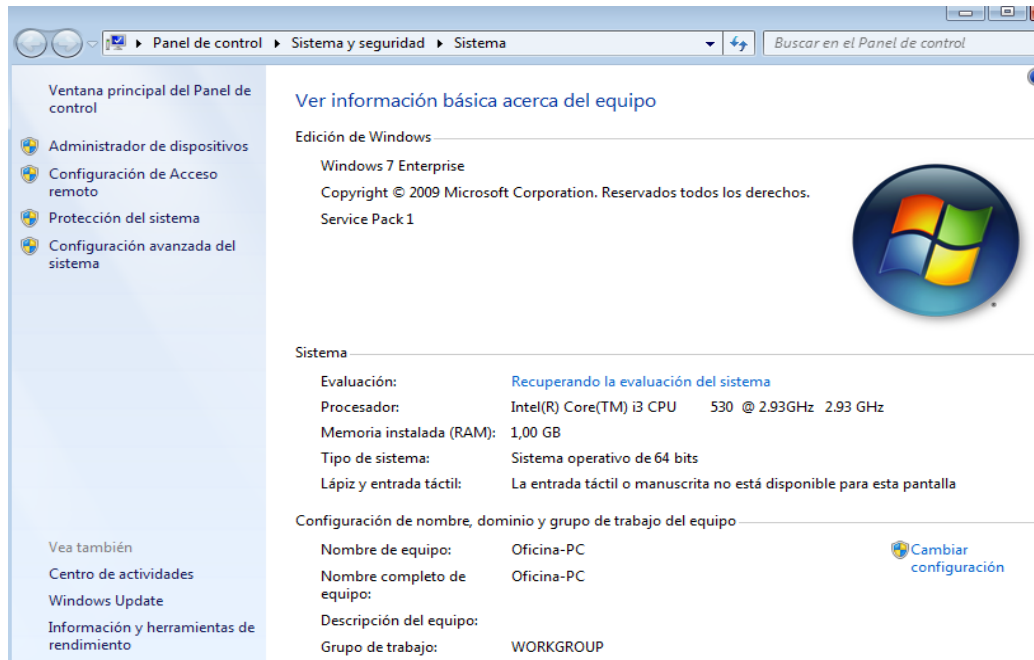 Panel de control ▸ Sistema y seguridad ▸ Sistema
Buscar en el Panel de control
Ventana principal del Panel de
control
Administrador de dispositivos
Configuración de Acceso
remoto
Protección del sistema
Configuración avanzada del
sistema
Vea también
Centro de actividades
Windows Update
Información y herramientas de
rendimiento
Ver información básica acerca del equipo
Edición de Windows
Windows 7 Enterprise
Copyright © 2009 Microsoft Corporation. Reservados todos los derechos.
Service Pack 1
Sistema
Evaluación: Recuperando la evaluación del sistema
Procesador: Intel(R) Core(TM) i3 CPU 530 @ 2.93GHz 2.93 GHz
Memoria instalada (RAM): 1,00 GB
Tipo de sistema: Sistema operativo de 64 bits
Lápiz y entrada táctil: La entrada táctil o manuscrita no está disponible para esta pantalla
Configuración de nombre, dominio y grupo de trabajo del equipo
Nombre de equipo: Oficina-PC
Cambiar
configuración
Nombre completo de Oficina-PC
equipo:
Descripción del equipo:
Grupo de trabajo: WORKGROUP